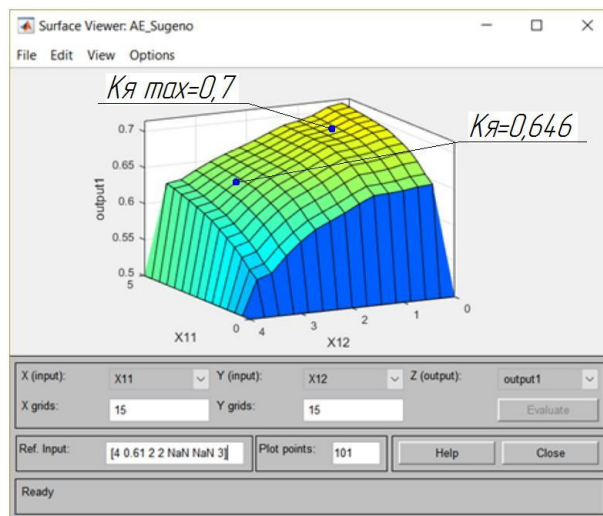 Surface Viewer: AE_Sugeno
File Edit View Options
Kя max=0,7
Kя=0,646
0.7
0.65
0.6
0.55
0.5
output1
5
0
X11
4
3
2
1
0
X12
X (input): X11 Y (input): X12 Z (output): output1
X grids: 15 Y grids: 15 Evaluate
Ref. Input: [4 0.61 2 2 NaN NaN 3] Plot points: 101 Help Close
Ready